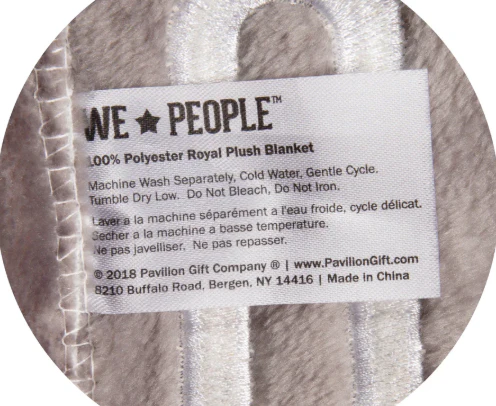 WE ★ PEOPLE™
100% Polyester Royal Plush Blanket
Machine Wash Separately, Cold Water, Gentle Cycle.
Tumble Dry Low. Do Not Bleach, Do Not Iron.
Laver a la machine séparément a l'eau froide, cycle délicat.
Secher a la machine a basse temperature.
Ne pas javelliser. Ne pas repasser.
© 2018 Pavilion Gift Company ® | www.PavilionGift.com
8210 Buffalo Road, Bergen, NY 14416 | Made in China